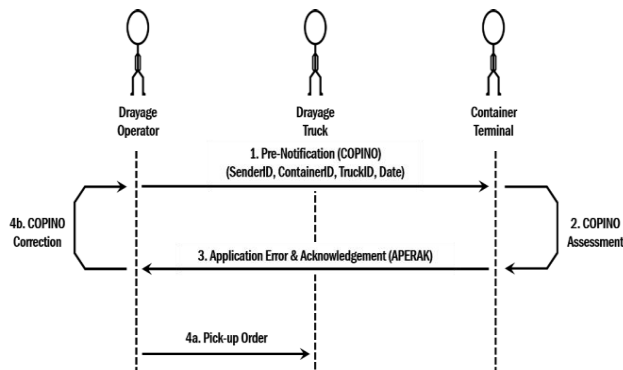 Drayage
Operator
Drayage
Truck
Container
Terminal
1. Pre-Notification (COPINO)
(SenderID, ContainerID, TruckID, Date)
4b. COPINO
Correction
2. COPINO
Assessment
3. Application Error & Acknowledgement (APERAK)
4a. Pick-up Order